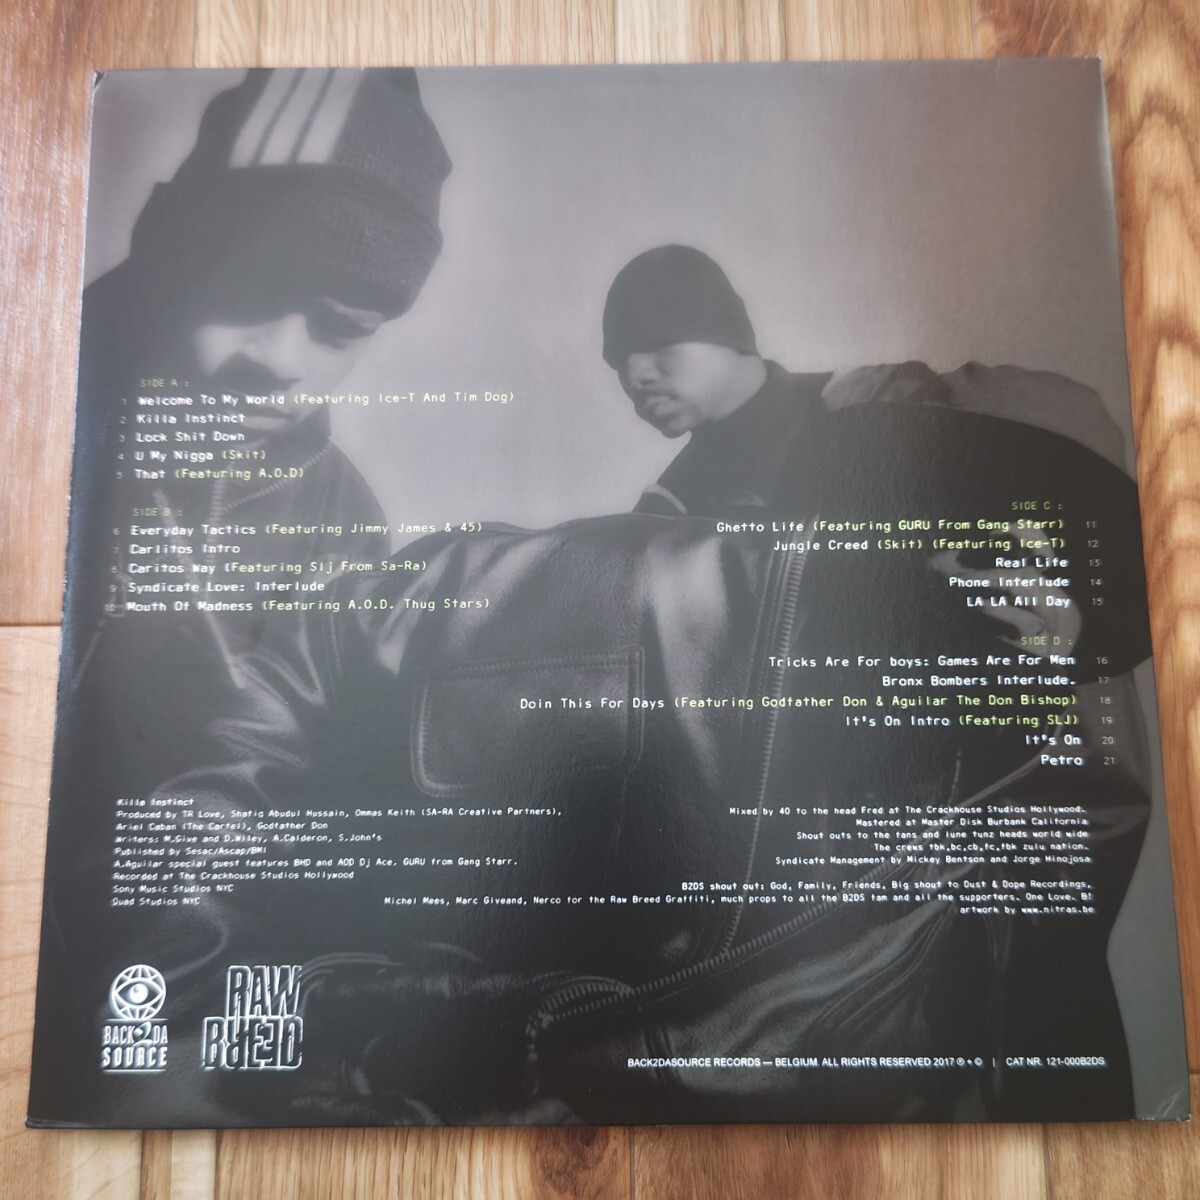 SIDE A :
1 Welcome To My World (Featuring Ice-T And Tim Dog)
2 Killa Instinct
3 Lock Shit Down
4 U My Nigga (Skit)
5 That (Featuring A.O.D)
SIDE B :
6 Everyday Tactics (Featuring Jimmy James & 45)
7 Carlitos Intro
8 Caritos Way (Featuring Slj From Sa-Ra)
9 Syndicate Love: Interlude
10 Mouth Of Madness (Featuring A.O.D. Thug Stars)
SIDE C :
Ghetto Life (Featuring GURU From Gang Starr) 11
Jungle Creed (Skit) (Featuring Ice-T) 12
Real Life 13
Phone Interlude 14
LA LA All Day 15
SIDE D :
Tricks Are For boys: Games Are For Men 16
Bronx Bombers Interlude. 17
Doin This For Days (Featuring Godfather Don & Aguilar The Don Bishop) 18
It's On Intro (Featuring SLJ) 19
It's On 20
Petro 21
Killa Instinct
Produced by TR Love, Shafiq Abudul Hussain, Ommas Keith (SA-RA Creative Partners),
Ariel Caban (The Cartel), Godfather Don
Writers: M.Give and D.Wiley, A.Calderon, S.John's
Published by Sesac/Ascap/BMI
A.Aguilar special guest features BHD and AOD Dj Ace, GURU from Gang Starr.
Recorded at The Crackhouse Studios Hollywood
Sony Music Studios NYC
Quad Studios NYC
Mixed by 40 to the head Fred at The Crackhouse Studios Hollywood.
Mastered at Master Disk Burbank California
Shout outs to the fans and lune tunz heads world wide
The crews tbk,bc,cb,fc,fbk zulu nation.
Syndicate Management by Mickey Bentson and Jorge Hinojosa
B2DS shout out: God, Family, Friends, Big shout to Dust & Dope Recordings,
Michel Mees, Marc Giveand, Nerco for the Raw Breed Graffiti, much props to all the B2DS fam and all the supporters. One Love. B!
artwork by www.nitras.be
BACK2DA
SOURCE
RAW
BREED
BACK2DASOURCE RECORDS — BELGIUM. ALL RIGHTS RESERVED 2017 ℗ + © | CAT NR. 121-000B2DS